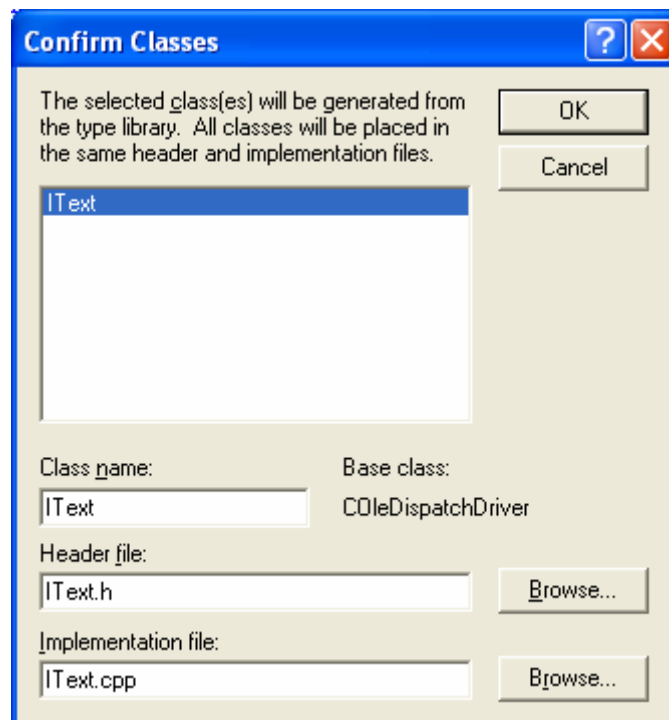 Confirm Classes
The selected class(es) will be generated from
the type library. All classes will be placed in
the same header and implementation files.
OK
Cancel
IText
Class name:
Base class:
IText
COleDispatchDriver
Header file:
IText.h
Browse...
Implementation file:
IText.cpp
Browse...